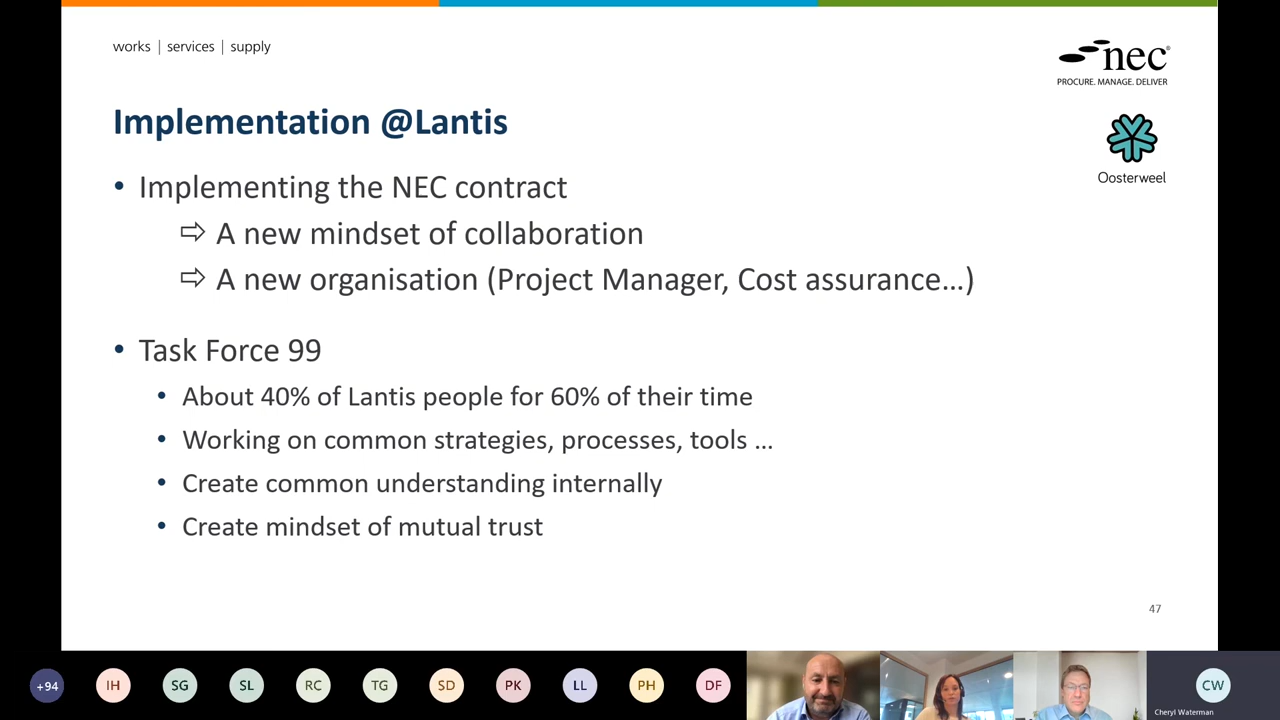 works | services | supply
nec®
PROCURE. MANAGE. DELIVER
Implementation @Lantis
Oosterweel
• Implementing the NEC contract
⇨ A new mindset of collaboration
⇨ A new organisation (Project Manager, Cost assurance…)
• Task Force 99
• About 40% of Lantis people for 60% of their time
• Working on common strategies, processes, tools …
• Create common understanding internally
• Create mindset of mutual trust
47
+94 IH SG SL RC TG SD PK LL PH DF CW
Cheryl Waterman